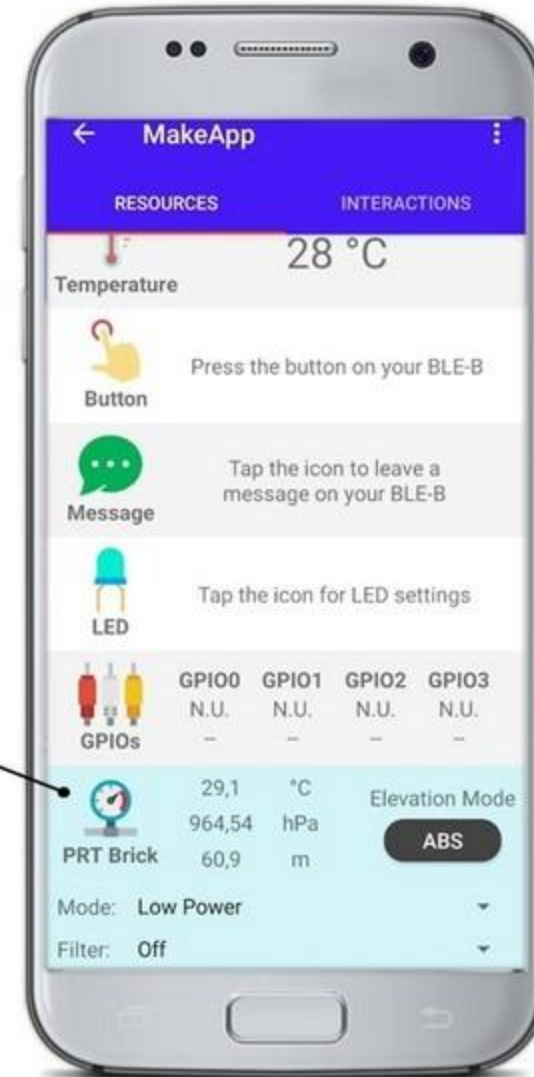 MakeApp
RESOURCES INTERACTIONS
28 °C
Temperature
Press the button on your BLE-B
Button
Tap the icon to leave a
message on your BLE-B
Message
Tap the icon for LED settings
LED
GPIO0 GPIO1 GPIO2 GPIO3
N.U. N.U. N.U. N.U.
-- -- -- --
GPIOs
29,1 °C
Elevation Mode
964,54 hPa
ABS
PRT Brick
60,9 m
Mode: Low Power
Filter: Off